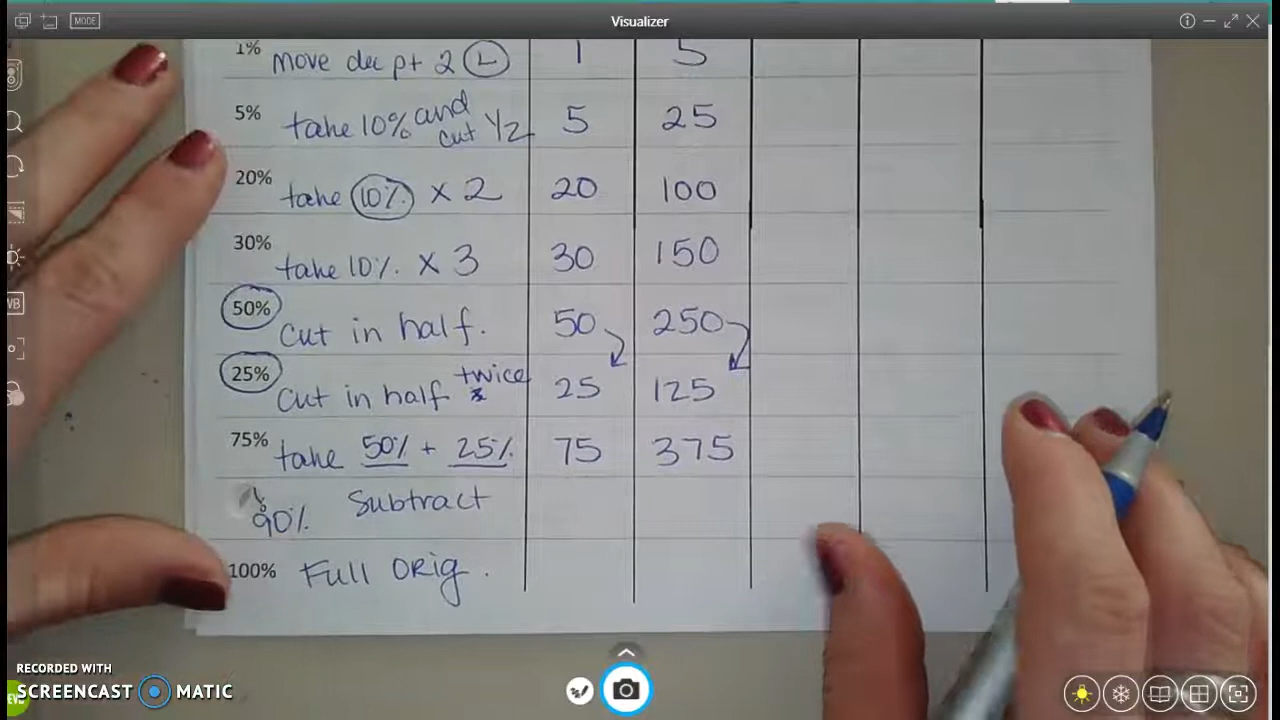 MODE
Visualizer
1% move dec pt 2 L 1 5
5% take 10% and cut 1/2 5 25
20% take 10% x 2 20 100
30% take 10% x 3 30 150
50% Cut in half. 50 250
25% Cut in half twice 25 125
75% take 50% + 25% 75 375
90% Subtract
100% Full Orig.
RECORDED WITH
SCREENCAST MATIC